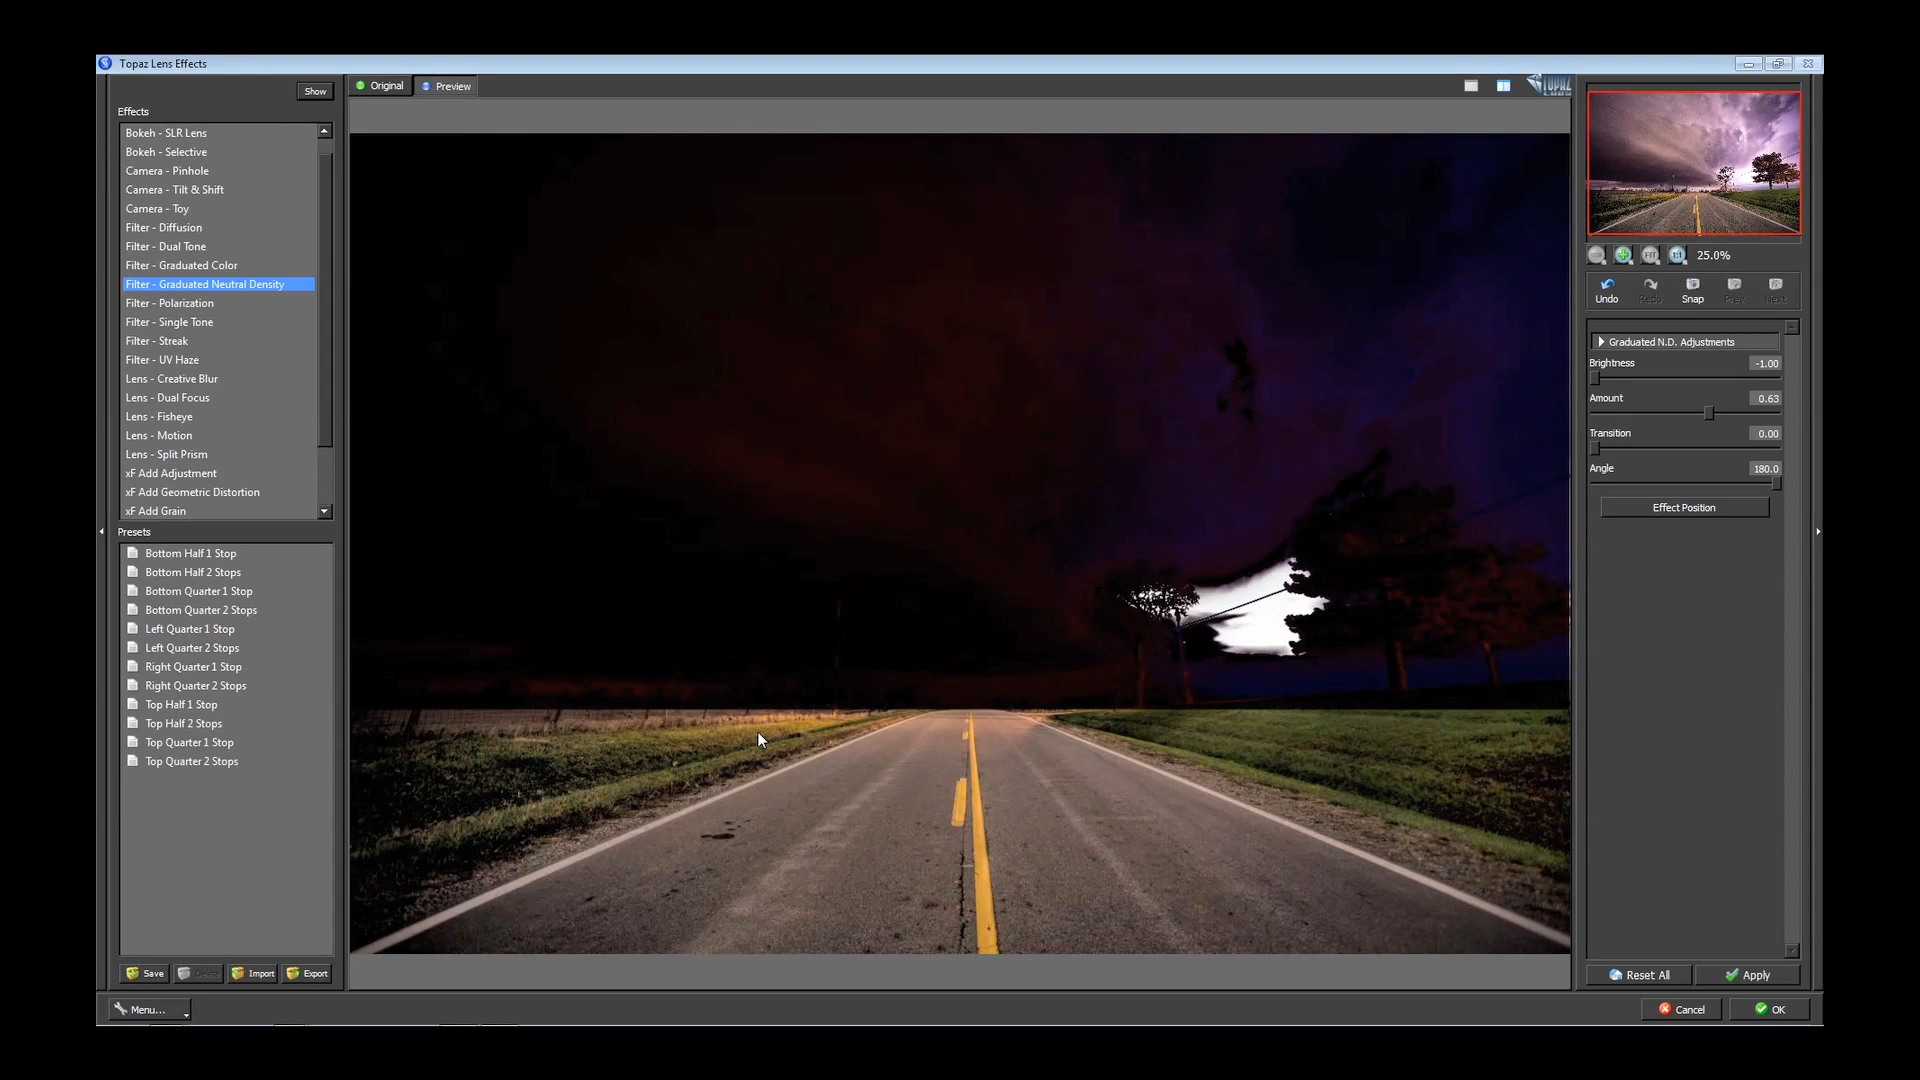 Topaz Lens Effects
Show
Effects
Bokeh - SLR Lens
Bokeh - Selective
Camera - Pinhole
Camera - Tilt & Shift
Camera - Toy
Filter - Diffusion
Filter - Dual Tone
Filter - Graduated Color
Filter - Graduated Neutral Density
Filter - Polarization
Filter - Single Tone
Filter - Streak
Filter - UV Haze
Lens - Creative Blur
Lens - Dual Focus
Lens - Fisheye
Lens - Motion
Lens - Split Prism
xF Add Adjustment
xF Add Geometric Distortion
xF Add Grain
Presets
Bottom Half 1 Stop
Bottom Half 2 Stops
Bottom Quarter 1 Stop
Bottom Quarter 2 Stops
Left Quarter 1 Stop
Left Quarter 2 Stops
Right Quarter 1 Stop
Right Quarter 2 Stops
Top Half 1 Stop
Top Half 2 Stops
Top Quarter 1 Stop
Top Quarter 2 Stops
Save Delete Import Export
Menu...
Original Preview
TOPAZ
LABS
FIT 1:1 25.0%
Undo Redo Snap Prev Next
Graduated N.D. Adjustments
Brightness -1.00
Amount 0.63
Transition 0.00
Angle 180.0
Effect Position
Reset All Apply
Cancel OK